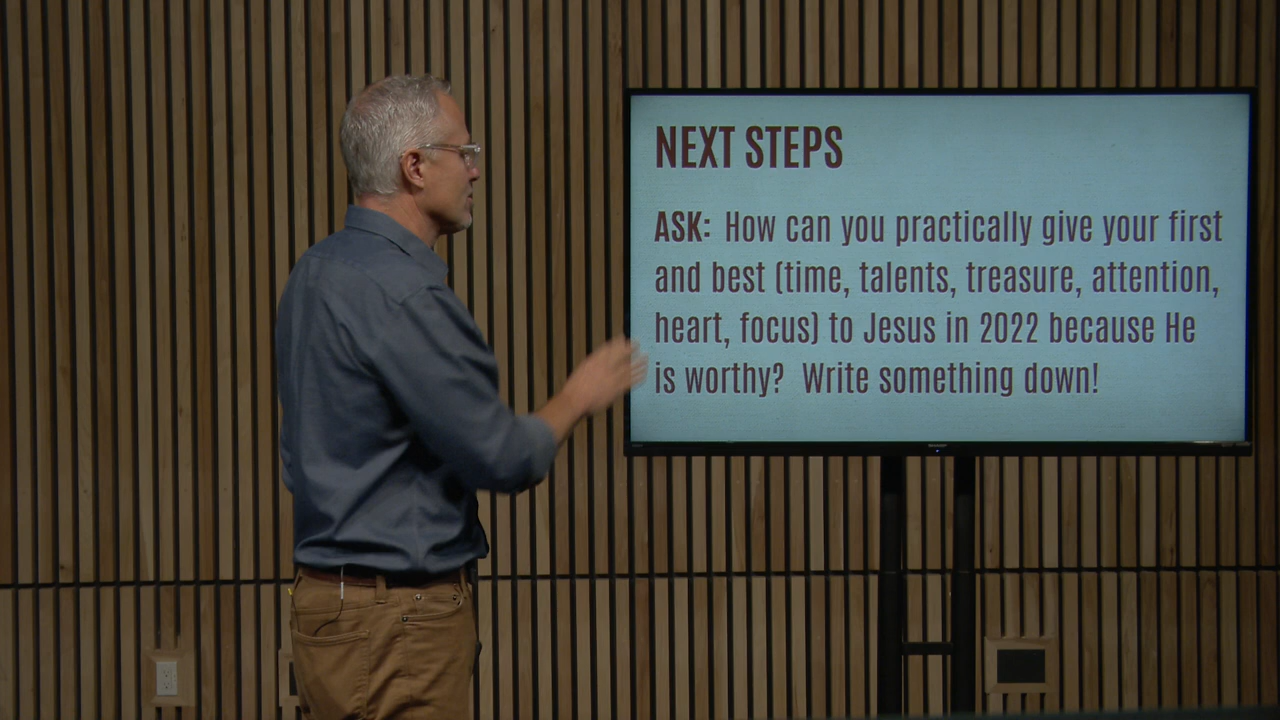 NEXT STEPS
ASK: How can you practically give your first
and best (time, talents, treasure, attention,
heart, focus) to Jesus in 2022 because He
is worthy? Write something down!